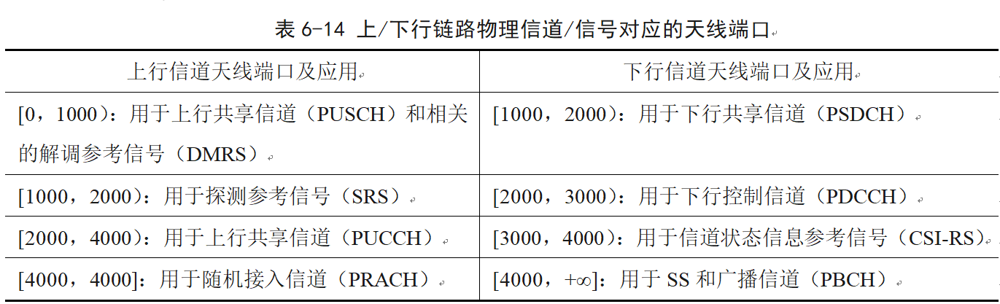 表 6-14 上/下行链路物理信道/信号对应的天线端口
上行信道天线端口及应用
下行信道天线端口及应用
[0，1000)：用于上行共享信道（PUSCH）和相关
的解调参考信号（DMRS）
[1000，2000)：用于下行共享信道（PSDCH）
[1000，2000)：用于探测参考信号（SRS）
[2000，3000)：用于下行控制信道（PDCCH）
[2000，4000)：用于上行共享信道（PUCCH）
[3000，4000)：用于信道状态信息参考信号（CSI-RS）
[4000，4000]：用于随机接入信道（PRACH）
[4000，+∞]：用于 SS 和广播信道（PBCH）